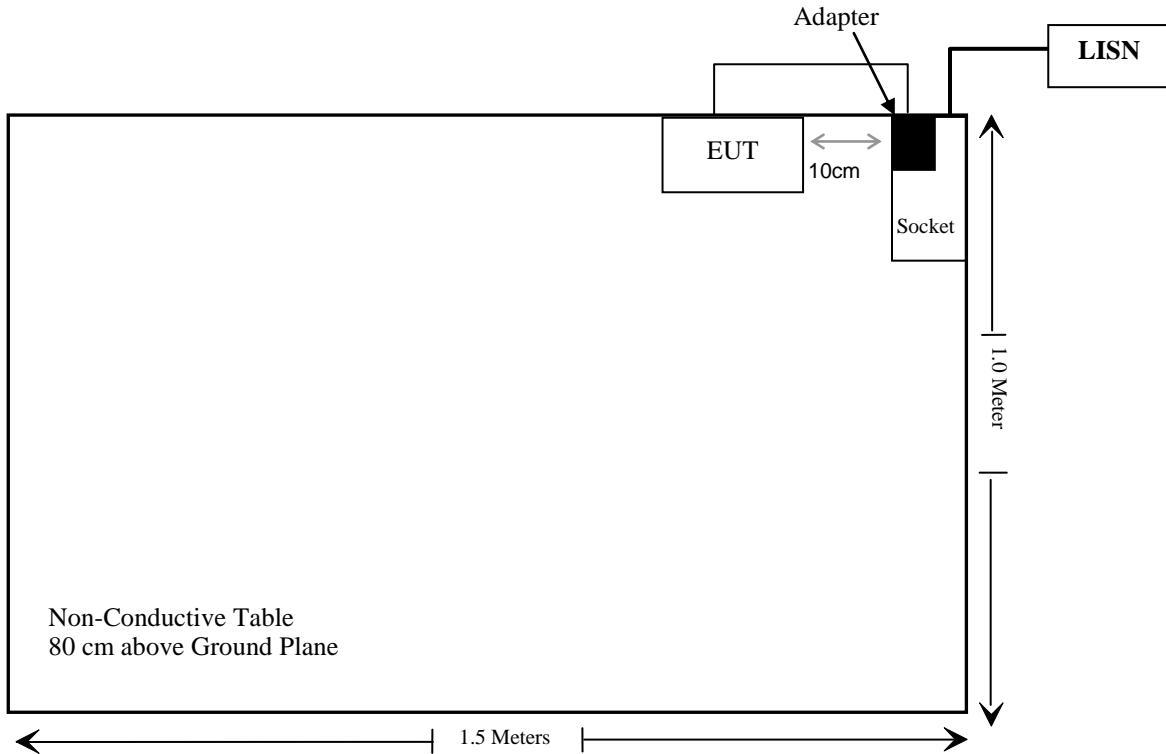 Adapter
LISN
EUT
10cm
Socket
1.0 Meter
Non-Conductive Table
80 cm above Ground Plane
1.5 Meters